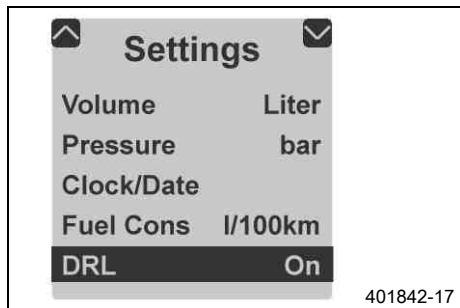 Settings
Volume Liter
Pressure bar
Clock/Date
Fuel Cons l/100km
DRL On
401842-17